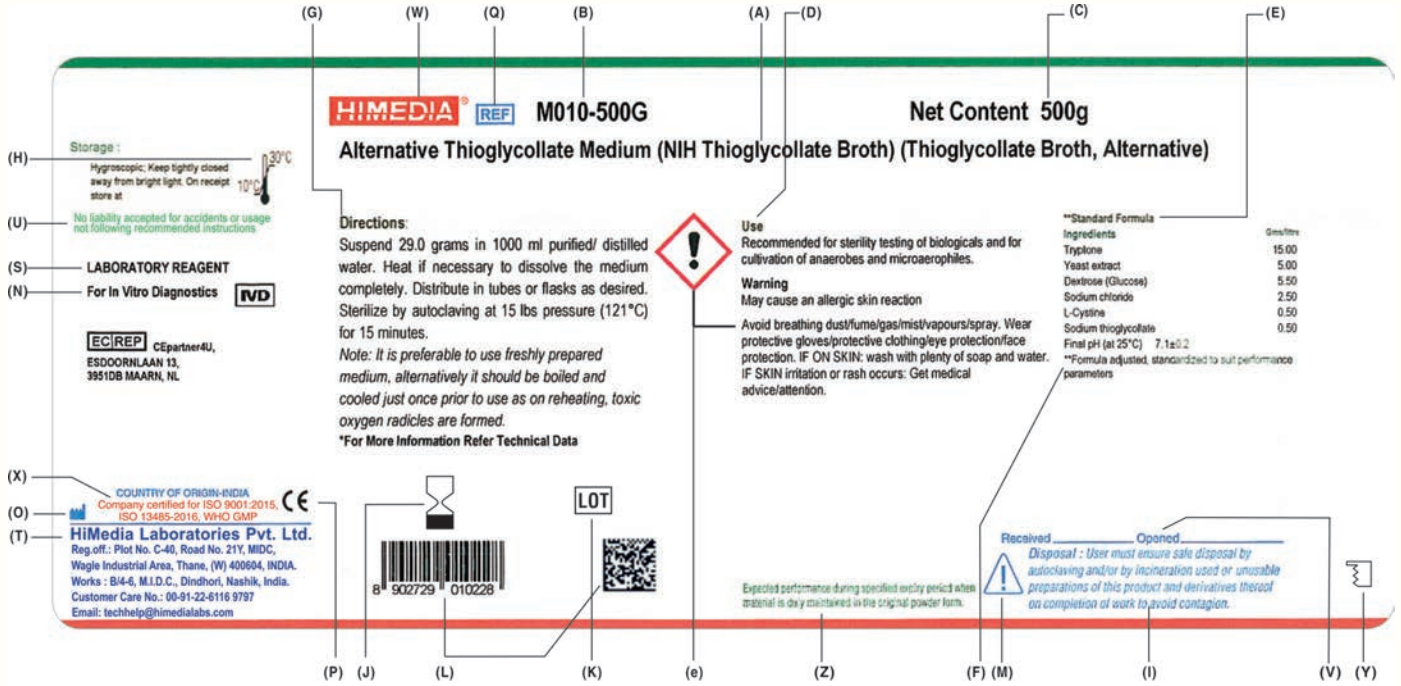 (G) (W) (Q) (B) (A) (D) (C) (E)
HIMEDIA® REF M010-500G Net Content 500g
Alternative Thioglycollate Medium (NIH Thioglycollate Broth) (Thioglycollate Broth, Alternative)
Storage :
(H)
Hygroscopic; Keep tightly closed
away from bright light. On receipt
store at
30°C
10°C
(U)
No liability accepted for accidents or usage
not following recommended instructions
(S) LABORATORY REAGENT
(N) For In Vitro Diagnostics IVD
EC REP CEpartner4U,
ESDOORNLAAN 13,
3951DB MAARN, NL
Directions:
Suspend 29.0 grams in 1000 ml purified/ distilled
water. Heat if necessary to dissolve the medium
completely. Distribute in tubes or flasks as desired.
Sterilize by autoclaving at 15 lbs pressure (121°C)
for 15 minutes.
Note: It is preferable to use freshly prepared
medium, alternatively it should be boiled and
cooled just once prior to use as on reheating, toxic
oxygen radicles are formed.
*For More Information Refer Technical Data
!
Use
Recommended for sterility testing of biologicals and for
cultivation of anaerobes and microaerophiles.
Warning
May cause an allergic skin reaction
Avoid breathing dust/fume/gas/mist/vapours/spray. Wear
protective gloves/protective clothing/eye protection/face
protection. IF ON SKIN: wash with plenty of soap and water.
IF SKIN irritation or rash occurs: Get medical
advice/attention.
**Standard Formula
Ingredients Gms/litre
Tryptone 15.00
Yeast extract 5.00
Dextrose (Glucose) 5.50
Sodium chloride 2.50
L-Cystine 0.50
Sodium thioglycollate 0.50
Final pH (at 25°C) 7.1±0.2
**Formula adjusted, standardized to suit performance
parameters
(X) COUNTRY OF ORIGIN-INDIA
Company certified for ISO 9001:2015,
ISO 13485-2016, WHO GMP
CE
(O)
(T) HiMedia Laboratories Pvt. Ltd.
Reg.off.: Plot No. C-40, Road No. 21Y, MIDC,
Wagle Industrial Area, Thane, (W) 400604, INDIA.
Works : B/4-6, M.I.D.C., Dindhori, Nashik, India.
Customer Care No.: 00-91-22-6116 9797
Email: techhelp@himedialabs.com
LOT
8 902729 010228
Expected performance during specified expiry period when
material is duly maintained in the original powder form.
Received Opened
Disposal : User must ensure safe disposal by
autoclaving and/or by incineration used or unusable
preparations of this product and derivatives thereof
on completion of work to avoid contagion.
!
(P) (J) (L) (K) (e) (Z) (F) (M) (I) (V) (Y)